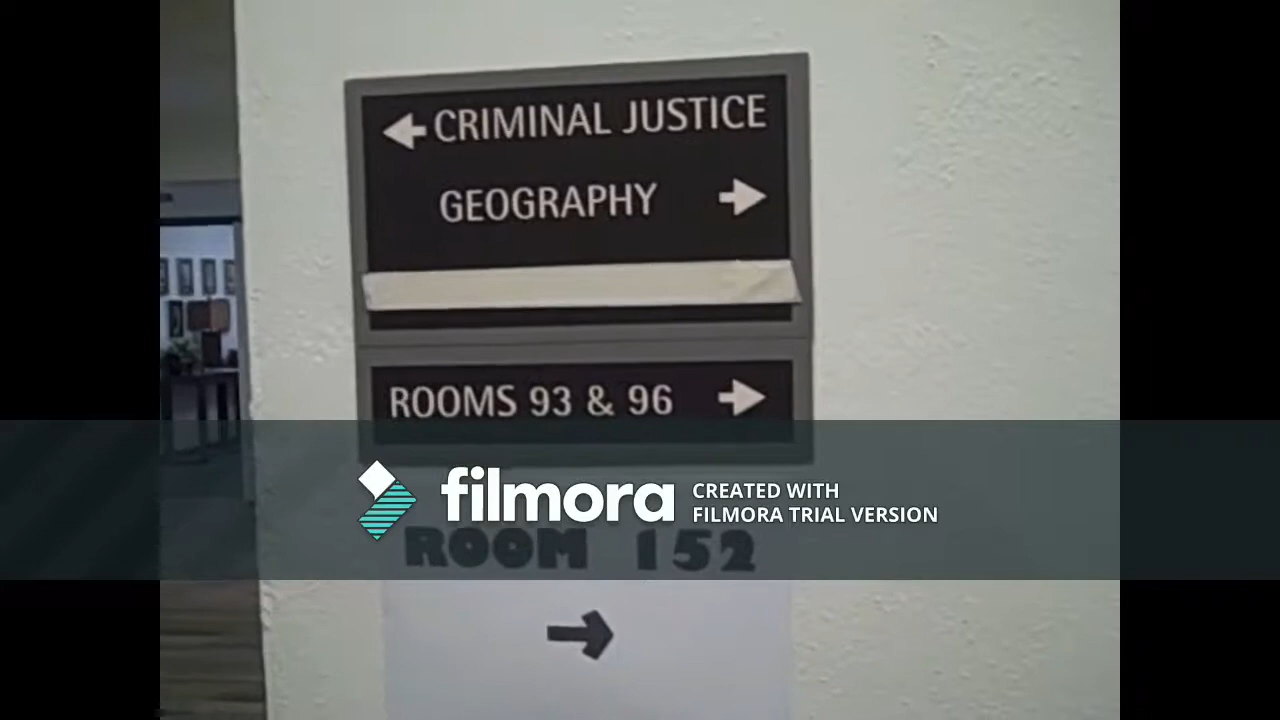 CRIMINAL JUSTICE
GEOGRAPHY
ROOMS 93 & 96
filmora
CREATED WITH
FILMORA TRIAL VERSION
ROOM 152